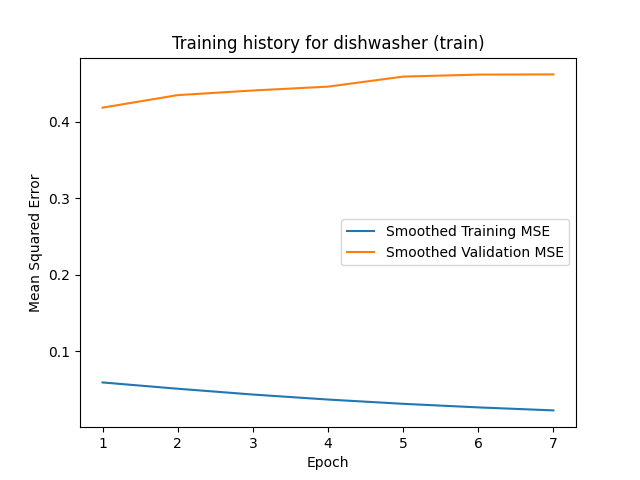 Training history for dishwasher (train)
Mean Squared Error
0.4
0.3
0.2
0.1
Smoothed Training MSE
Smoothed Validation MSE
1 2 3 4 5 6 7
Epoch